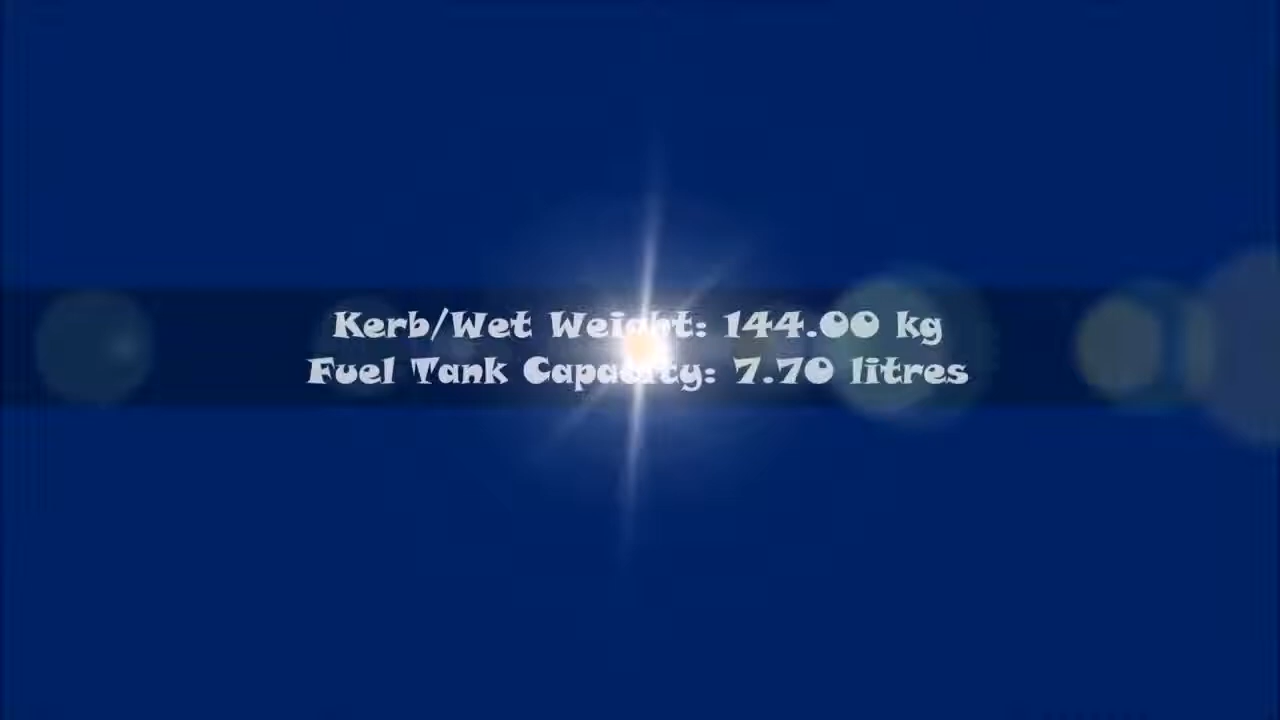 Kerb/Wet Weight: 144.00 kg
Fuel Tank Capacity: 7.70 litres